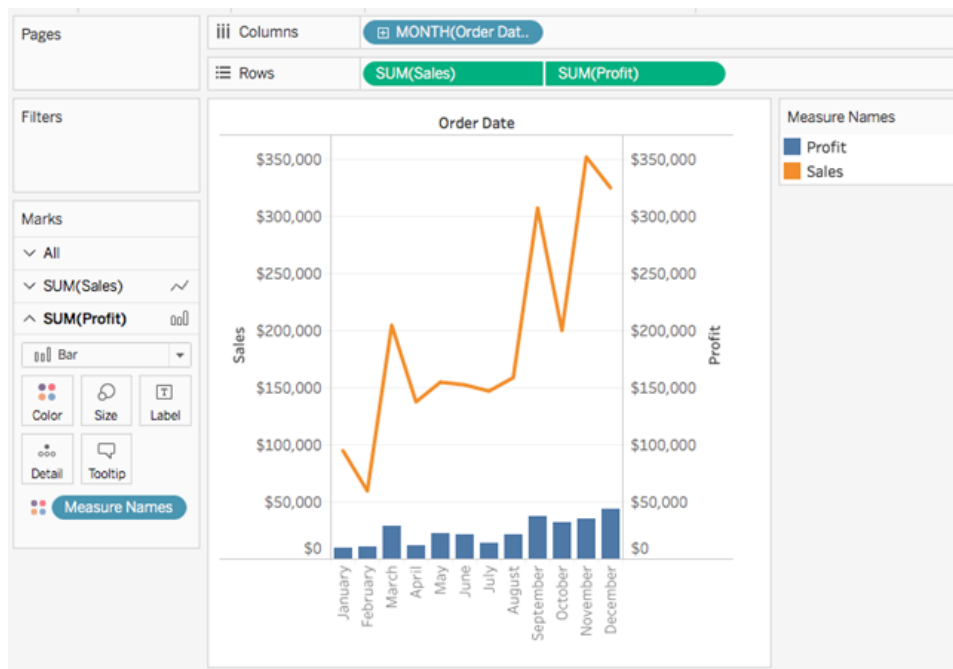 Pages
Columns
MONTH(Order Dat..
Rows
SUM(Sales)
SUM(Profit)
Filters
Marks
All
SUM(Sales)
SUM(Profit)
Bar
Color
Size
Label
Detail
Tooltip
Measure Names
Order Date
$350,000
$300,000
$250,000
$200,000
$150,000
$100,000
$50,000
$0
Sales
January
February
March
April
May
June
July
August
September
October
November
December
$350,000
$300,000
$250,000
$200,000
$150,000
$100,000
$50,000
$0
Profit
Measure Names
Profit
Sales